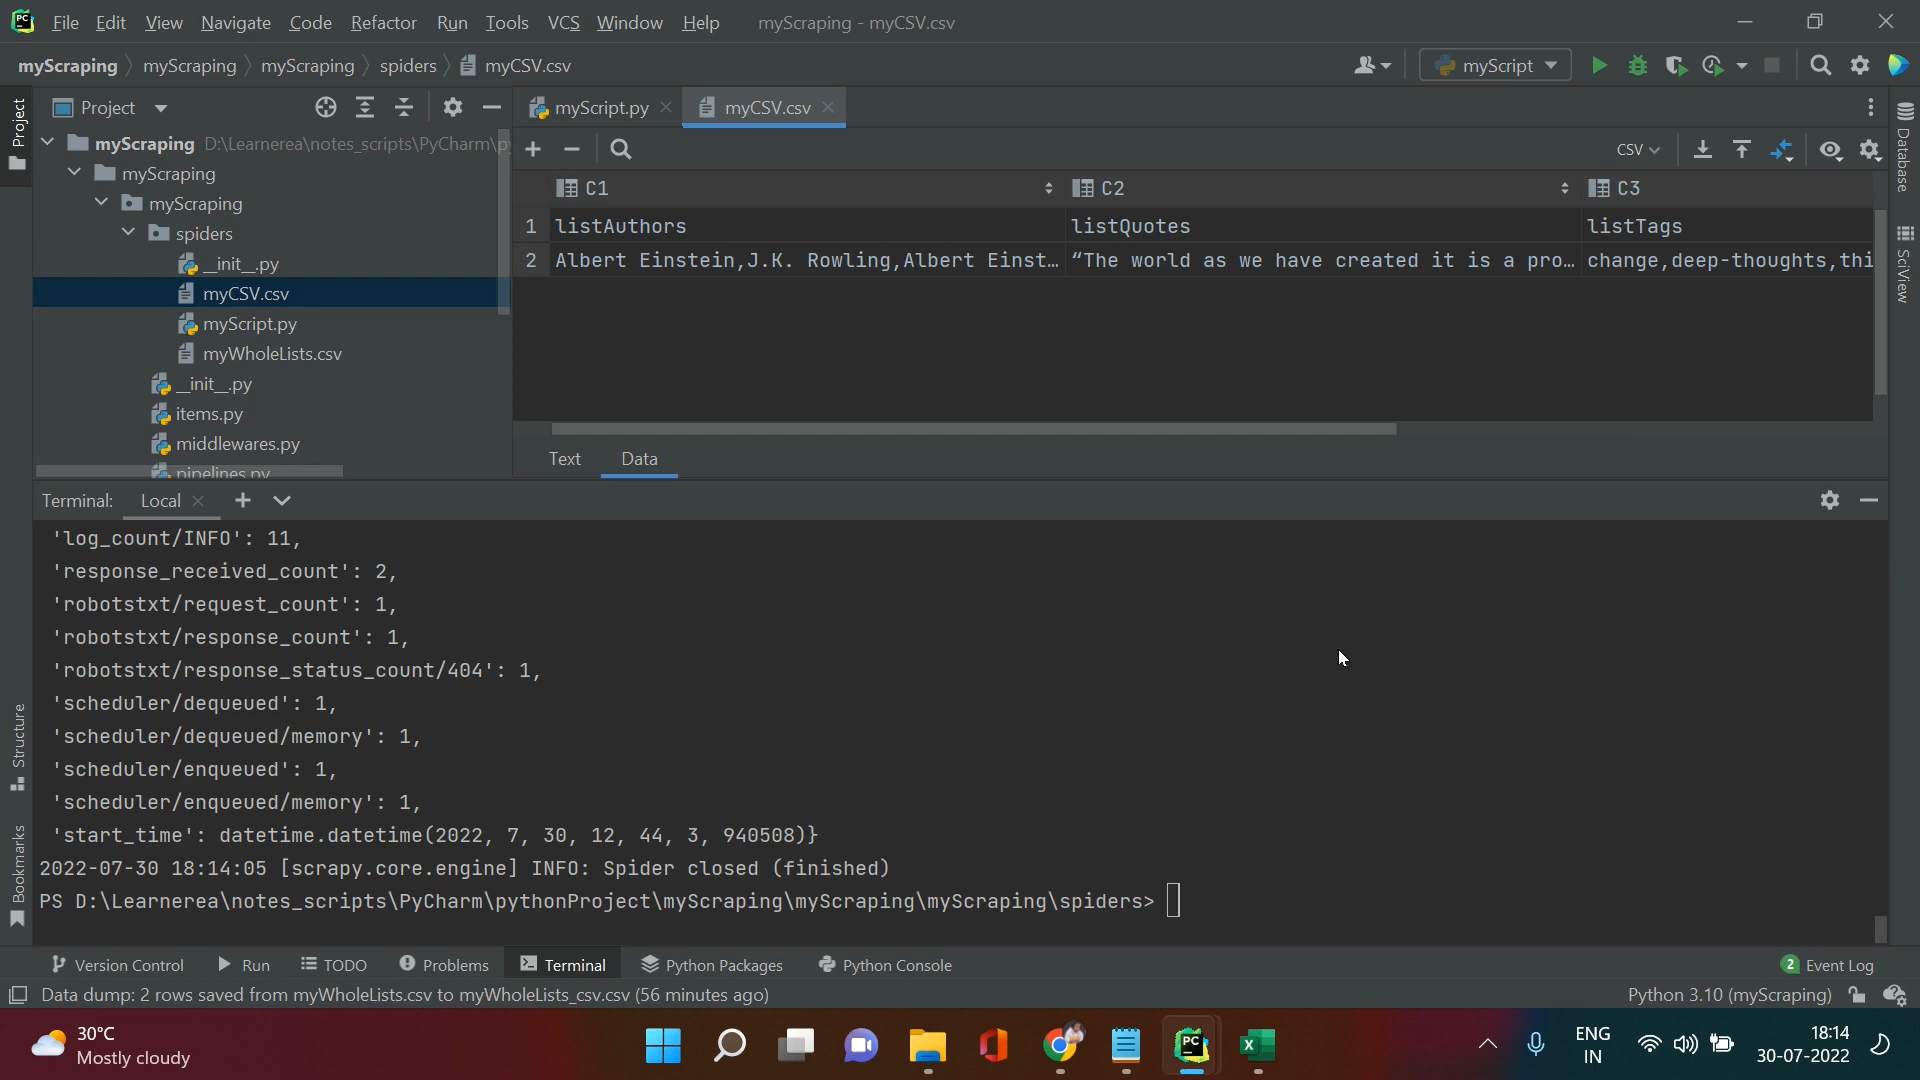 File Edit View Navigate Code Refactor Run Tools VCS Window Help myScraping - myCSV.csv
myScraping myScraping myScraping spiders myCSV.csv
myScript
Project
Project
myScraping D:\Learnerea\notes_scripts\PyCharm\
myScraping
myScraping
spiders
__init__.py
myCSV.csv
myScript.py
myWholeLists.csv
__init__.py
items.py
middlewares.py
pipelines.py
myScript.py
myCSV.csv
CSV
C1 C2 C3
1 listAuthors listQuotes listTags
2 Albert Einstein,J.K. Rowling,Albert Einst… “The world as we have created it is a pro… change,deep-thoughts,thi
Text Data
Database
SciView
Terminal: Local
'log_count/INFO': 11,
'response_received_count': 2,
'robotstxt/request_count': 1,
'robotstxt/response_count': 1,
'robotstxt/response_status_count/404': 1,
'scheduler/dequeued': 1,
'scheduler/dequeued/memory': 1,
'scheduler/enqueued': 1,
'scheduler/enqueued/memory': 1,
'start_time': datetime.datetime(2022, 7, 30, 12, 44, 3, 940508)}
2022-07-30 18:14:05 [scrapy.core.engine] INFO: Spider closed (finished)
PS D:\Learnerea\notes_scripts\PyCharm\pythonProject\myScraping\myScraping\myScraping\spiders>
Structure
Bookmarks
Version Control Run TODO Problems Terminal Python Packages Python Console 2 Event Log
Data dump: 2 rows saved from myWholeLists.csv to myWholeLists_csv.csv (56 minutes ago) Python 3.10 (myScraping)
30°C
Mostly cloudy
ENG
IN
18:14
30-07-2022